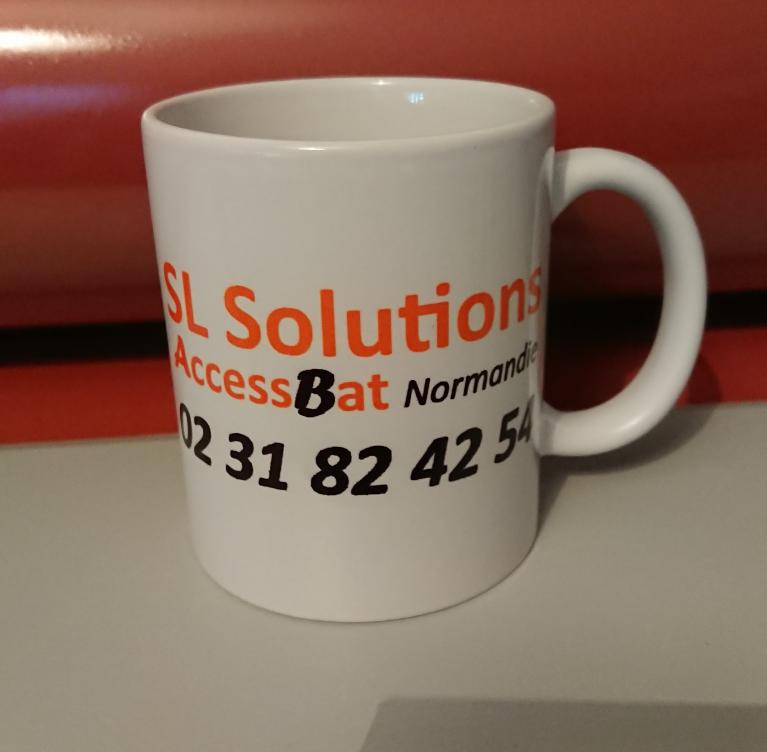 SL Solutions
AccessBat Normandie
02 31 82 42 54